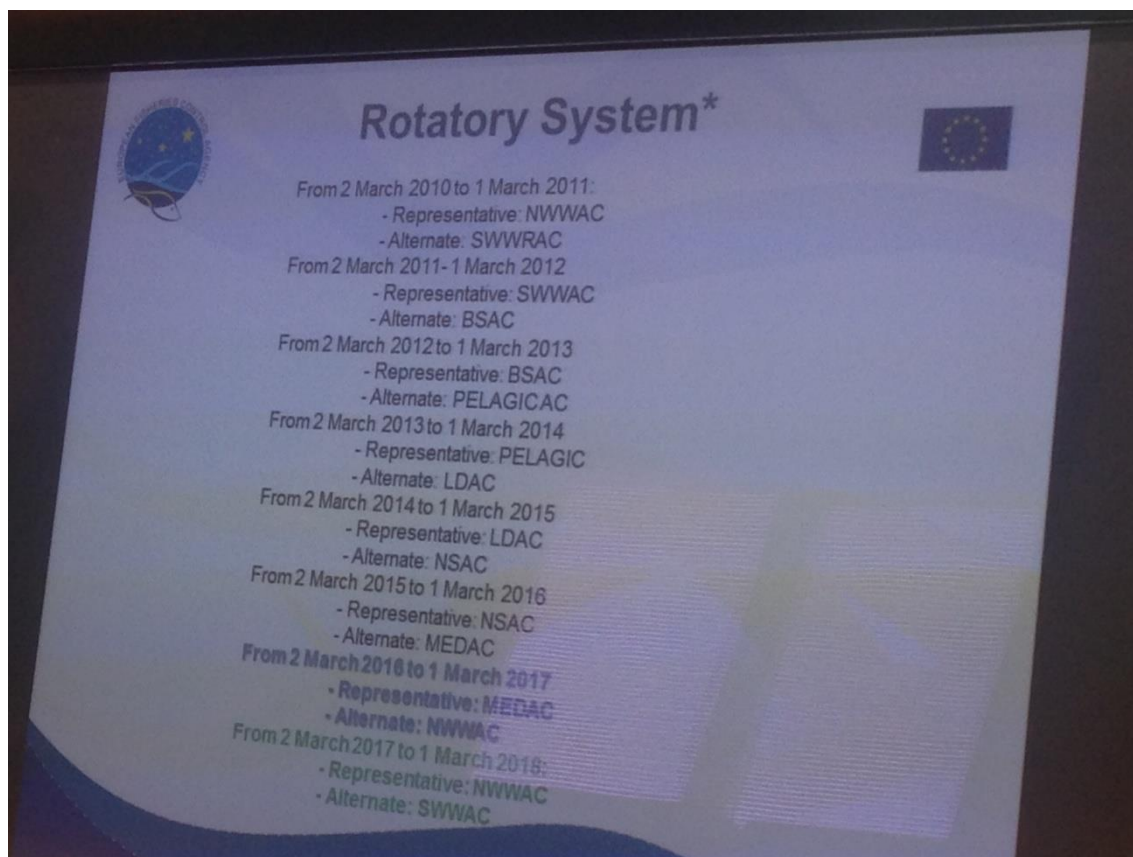 Rotatory System*
EUROPEAN FISHERIES CONTROL AGENCY
From 2 March 2010 to 1 March 2011:
- Representative: NWWAC
- Alternate: SWWRAC
From 2 March 2011- 1 March 2012
- Representative: SWWAC
- Alternate: BSAC
From 2 March 2012 to 1 March 2013
- Representative: BSAC
- Alternate: PELAGICAC
From 2 March 2013 to 1 March 2014
- Representative: PELAGIC
- Alternate: LDAC
From 2 March 2014 to 1 March 2015
- Representative: LDAC
- Alternate: NSAC
From 2 March 2015 to 1 March 2016
- Representative: NSAC
- Alternate: MEDAC
From 2 March 2016 to 1 March 2017
- Representative: MEDAC
- Alternate: NWWAC
From 2 March 2017 to 1 March 2018:
- Representative: NWWAC
- Alternate: SWWAC